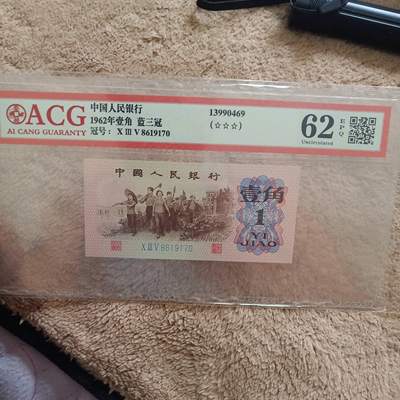 ACG
AI CANG GUARANTY
中国人民银行
1962年壹角 蓝三冠
冠号: X III V 8619170
13990469
(☆☆☆)
62
EPQ
Uncirculated
中國人民銀行
壹角
1
YI
JIAO
X III V 8619170